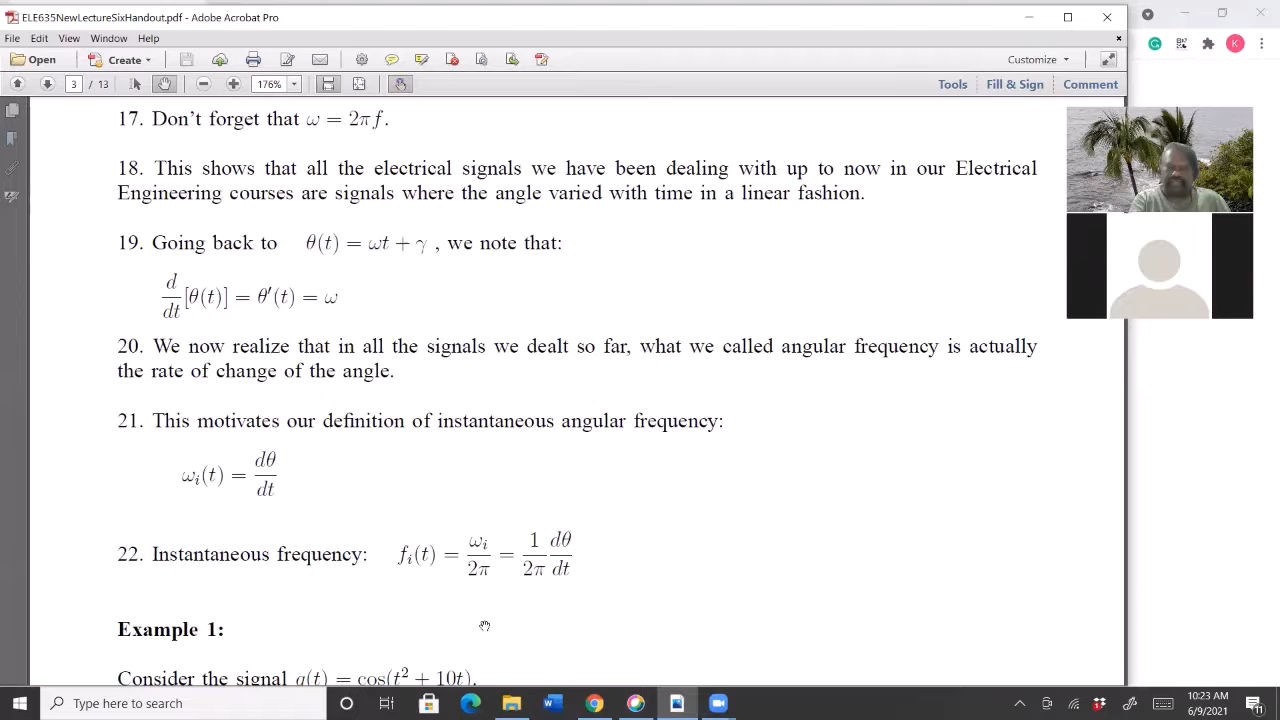 ELE635NewLectureSixHandout.pdf - Adobe Acrobat Pro
File Edit View Window Help
Open Create Customize
3 / 13 176% Tools Fill & Sign Comment
17. Don't forget that ω = 2πf.
18. This shows that all the electrical signals we have been dealing with up to now in our Electrical
Engineering courses are signals where the angle varied with time in a linear fashion.
19. Going back to θ(t) = ωt + γ , we note that:
d/dt [θ(t)] = θ′(t) = ω
20. We now realize that in all the signals we dealt so far, what we called angular frequency is actually
the rate of change of the angle.
21. This motivates our definition of instantaneous angular frequency:
ωᵢ(t) = dθ/dt
22. Instantaneous frequency: fᵢ(t) = ωᵢ/2π = 1/2π dθ/dt
Example 1:
Consider the signal g(t) = cos(t² + 10t).
Type here to search
10:23 AM
6/9/2021
11
K